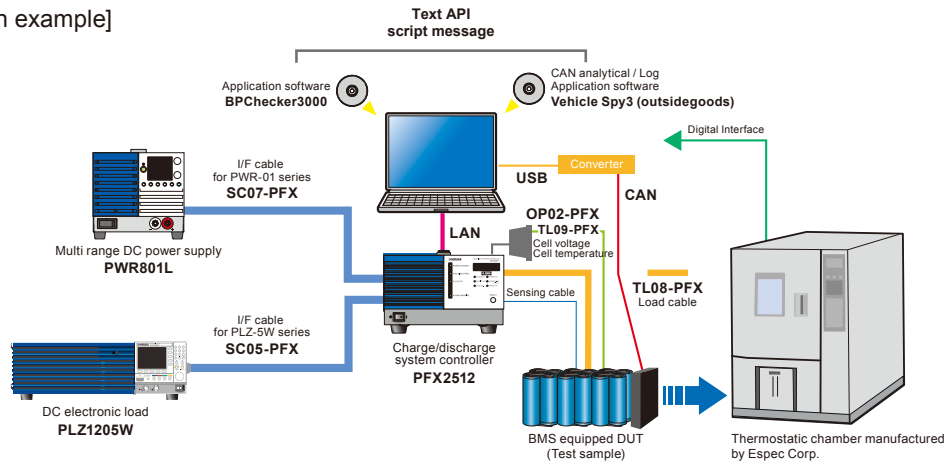 n example]
Text API
script message
Application software
BPChecker3000
CAN analytical / Log
Application software
Vehicle Spy3 (outsidegoods)
Digital Interface
I/F cable
for PWR-01 series
SC07-PFX
Converter
USB
CAN
OP02-PFX
TL09-PFX
Cell voltage
Cell temperature
LAN
Multi range DC power supply
PWR801L
TL08-PFX
Load cable
Sensing cable
I/F cable
for PLZ-5W series
SC05-PFX
Charge/discharge
system controller
PFX2512
DC electronic load
PLZ1205W
BMS equipped DUT
(Test sample)
Thermostatic chamber manufactured
by Espec Corp.